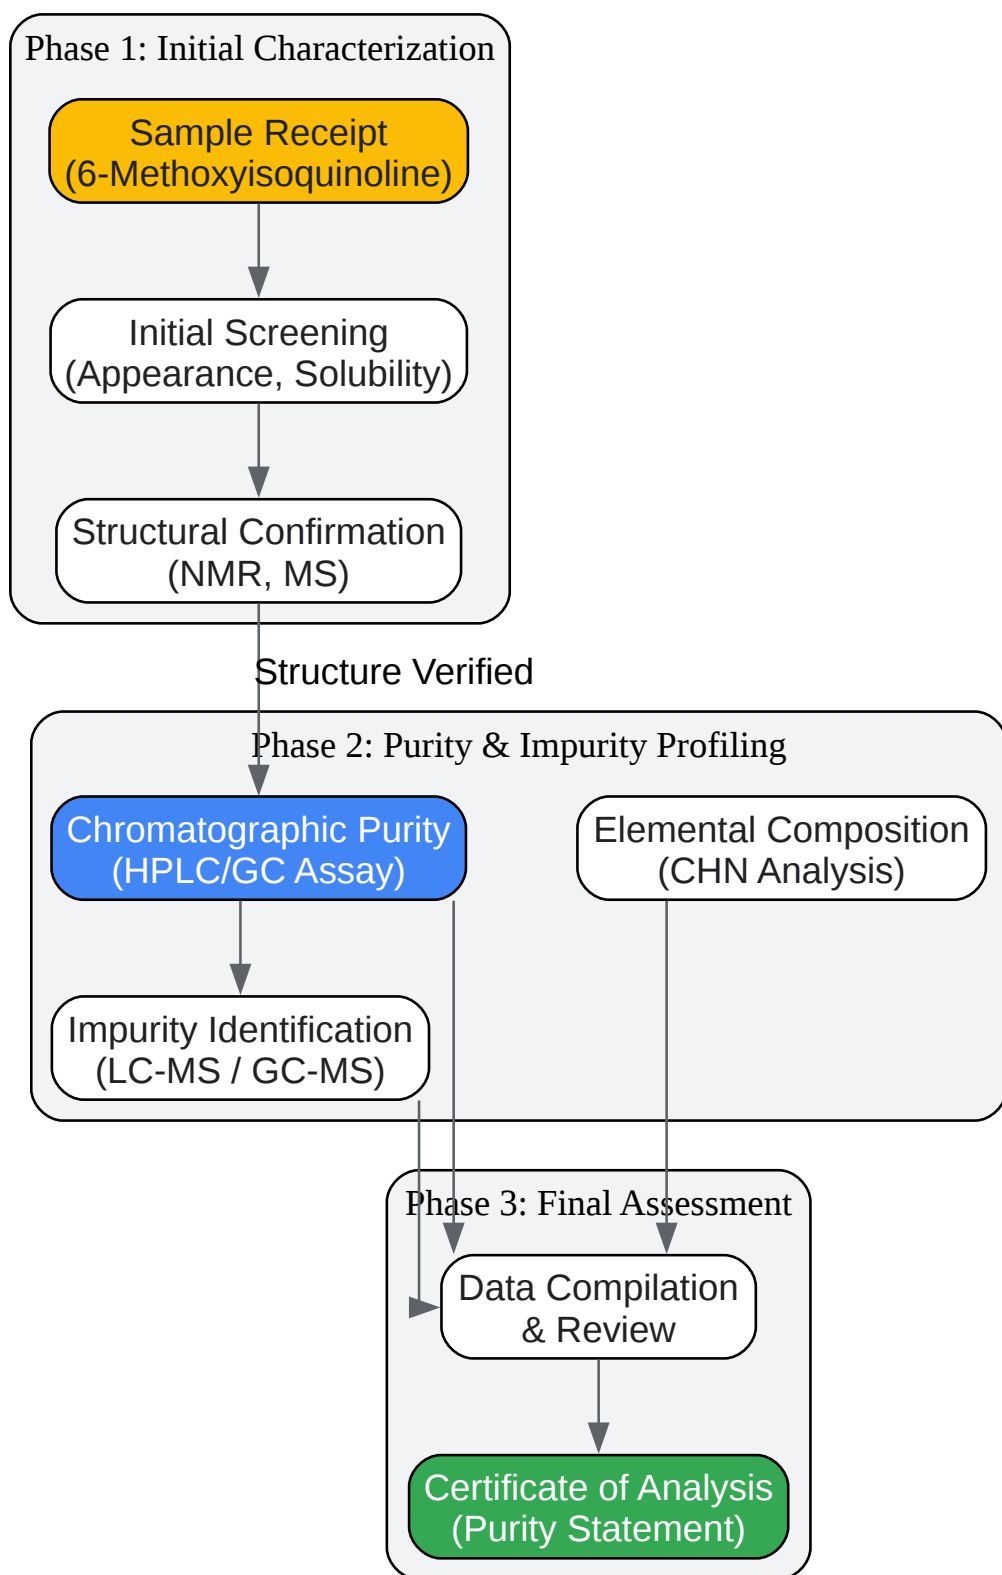 Phase 1: Initial Characterization
Sample Receipt
(6-Methoxyisoquinoline)
Initial Screening
(Appearance, Solubility)
Structural Confirmation
(NMR, MS)
Structure Verified
Phase 2: Purity & Impurity Profiling
Chromatographic Purity
(HPLC/GC Assay)
Elemental Composition
(CHN Analysis)
Impurity Identification
(LC-MS / GC-MS)
Phase 3: Final Assessment
Data Compilation
& Review
Certificate of Analysis
(Purity Statement)